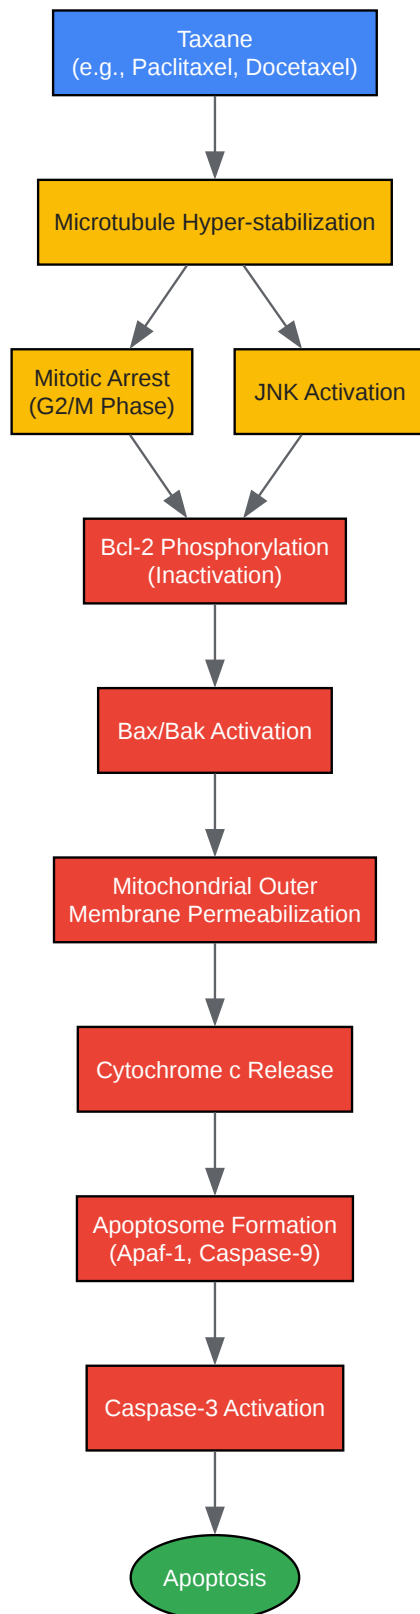 Taxane
(e.g., Paclitaxel, Docetaxel)
Microtubule Hyper-stabilization
Mitotic Arrest
(G2/M Phase)
JNK Activation
Bcl-2 Phosphorylation
(Inactivation)
Bax/Bak Activation
Mitochondrial Outer
Membrane Permeabilization
Cytochrome c Release
Apoptosome Formation
(Apaf-1, Caspase-9)
Caspase-3 Activation
Apoptosis